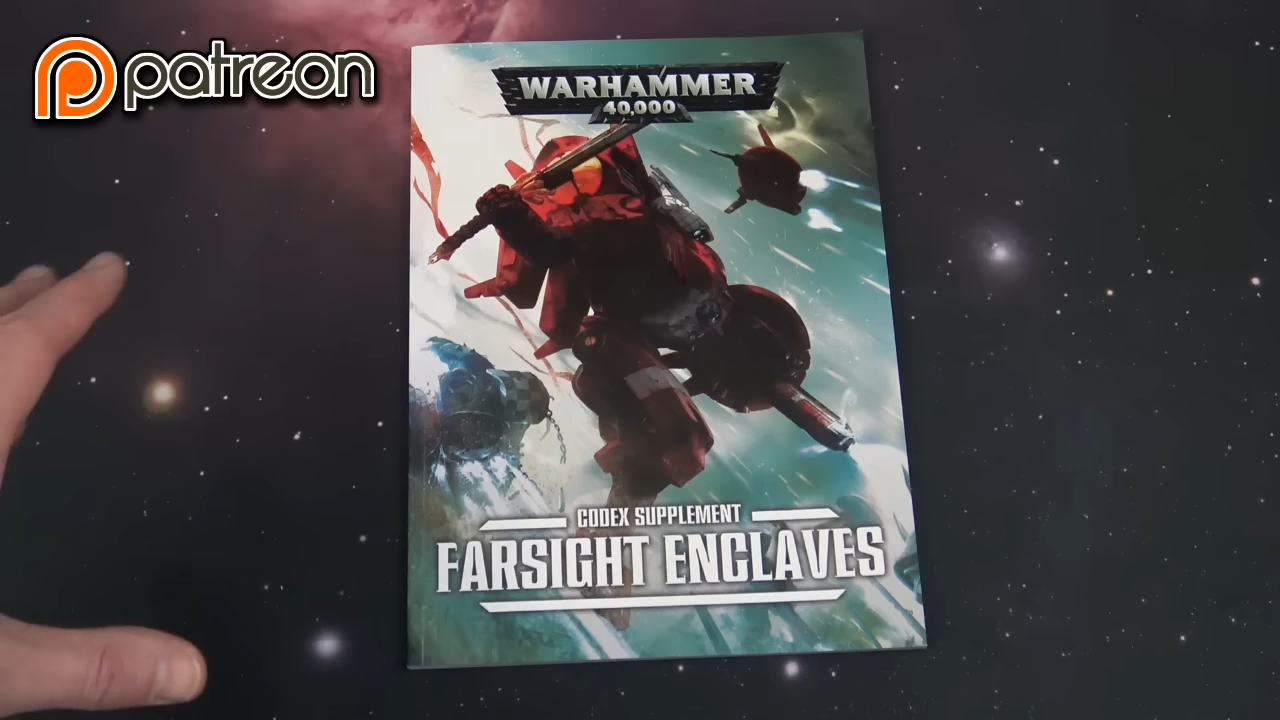 patreon
WARHAMMER
40,000
CODEX SUPPLEMENT
FARSIGHT ENCLAVES